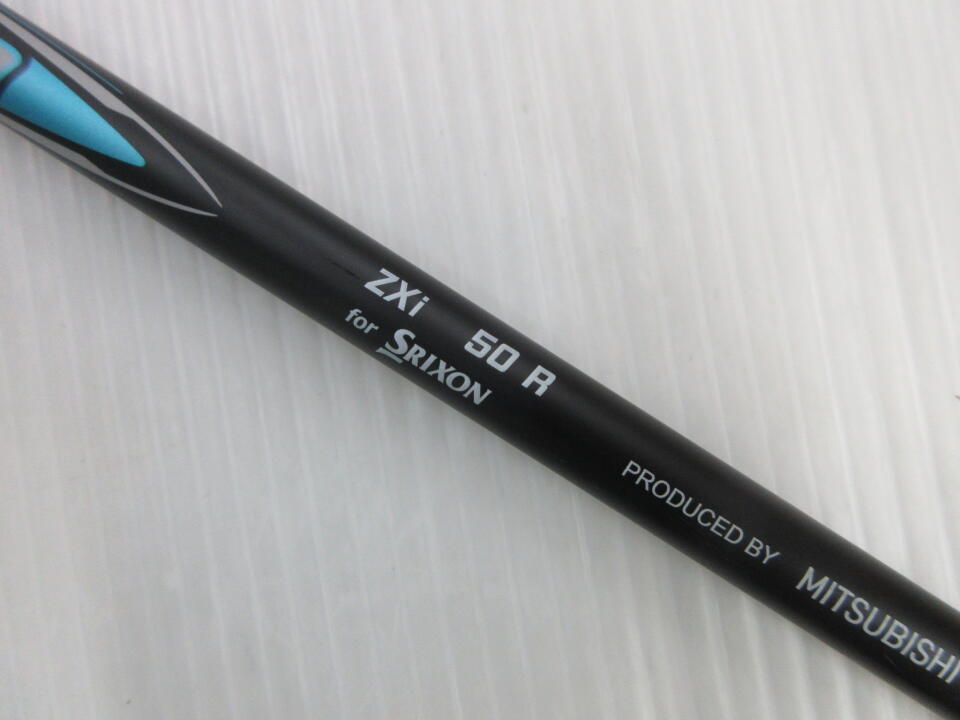 ZXi 50 R
for SRIXON
PRODUCED BY MITSUBISHI